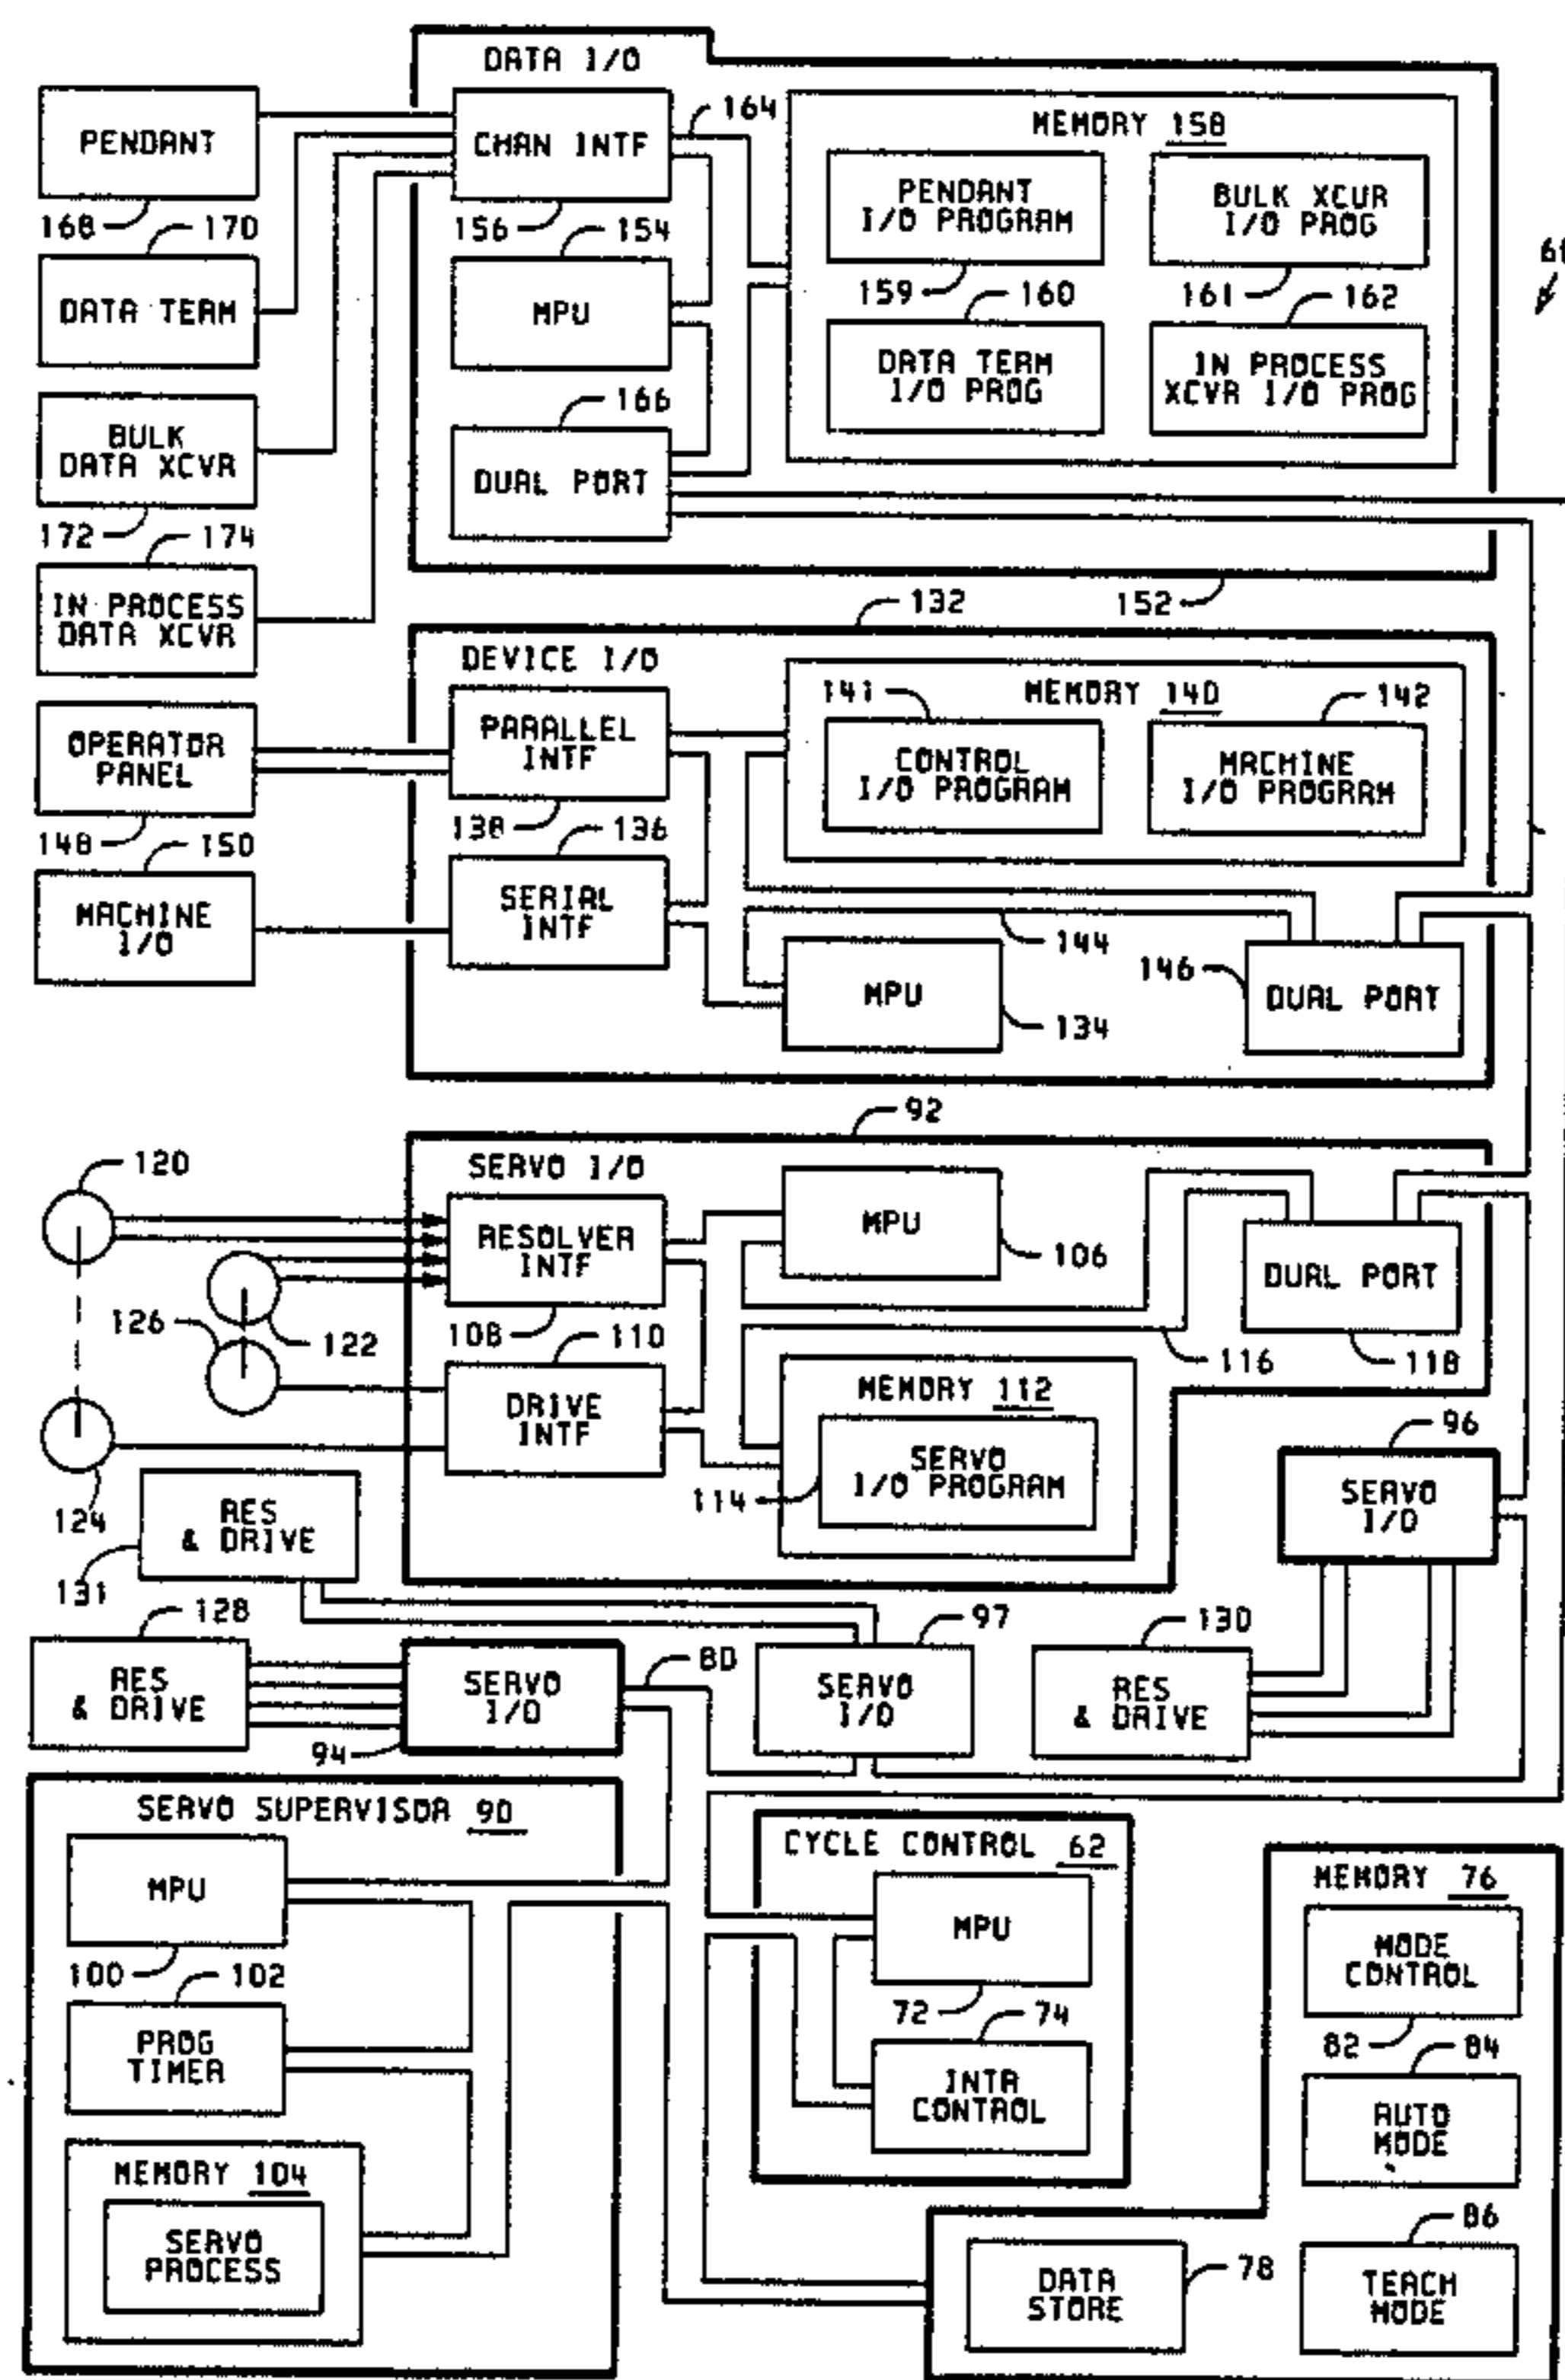 DATA I/O
PENDANT
168
CHAN INTF
156
164
MEMORY 158
PENDANT
I/O PROGRAM
159
BULK XCUR
I/O PROG
161
170
DATA TERM
154
MPU
160
DATA TERM
I/O PROG
162
IN PROCESS
XCVR I/O PROG
BULK
DATA XCVR
172
166
DUAL PORT
174
IN PROCESS
DATA XCVR
152
132
DEVICE I/O
OPERATOR
PANEL
148
PARALLEL
INTF
138
MEMORY 140
141
CONTROL
I/O PROGRAM
142
MACHINE
I/O PROGRAM
150
MACHINE
I/O
136
SERIAL
INTF
144
MPU
134
146
DUAL PORT
92
SERVO I/O
120
RESOLVER
INTF
108
MPU
106
DUAL PORT
118
126
122
110
DRIVE
INTF
116
MEMORY 112
SERVO
I/O PROGRAM
114
124
96
SERVO
I/O
RES
& DRIVE
131
128
RES
& DRIVE
SERVO
I/O
94
80
97
SERVO
I/O
130
RES
& DRIVE
SERVO SUPERVISOR 90
MPU
100
102
PROG
TIMER
MEMORY 104
SERVO
PROCESS
CYCLE CONTROL 62
MPU
72
74
INTR
CONTROL
MEMORY 76
MODE
CONTROL
82
84
AUTO
MODE
86
TEACH
MODE
DATA
STORE
78